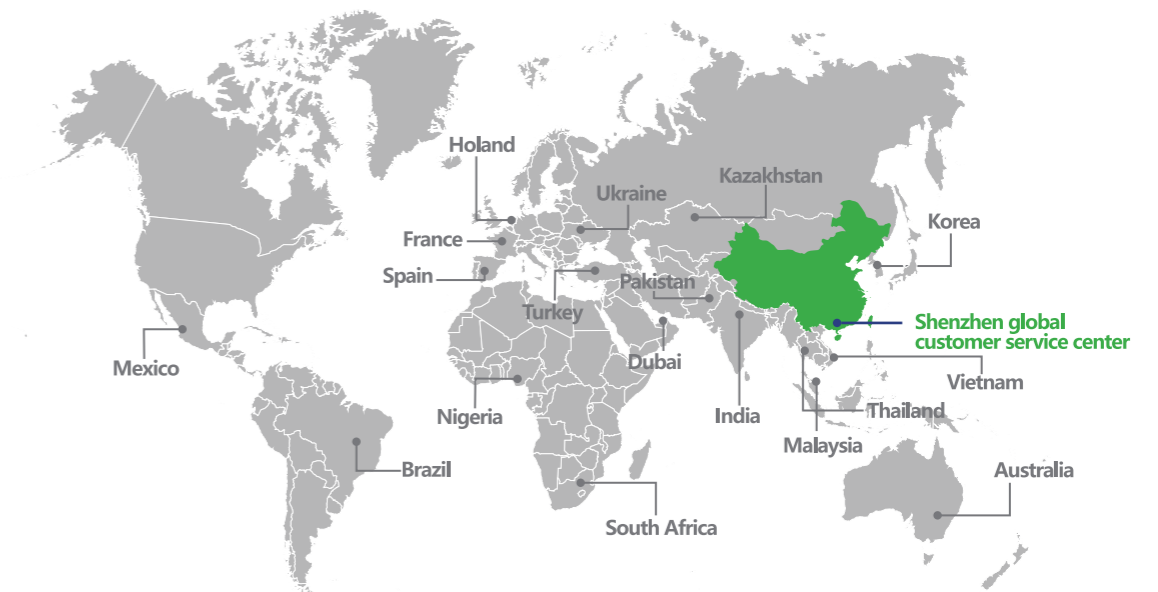 Holand
Kazakhstan
Ukraine
Korea
France
Spain
Pakistan
Turkey
Shenzhen global
customer service center
Dubai
Mexico
Vietnam
Nigeria
India
Thailand
Malaysia
Brazil
Australia
South Africa